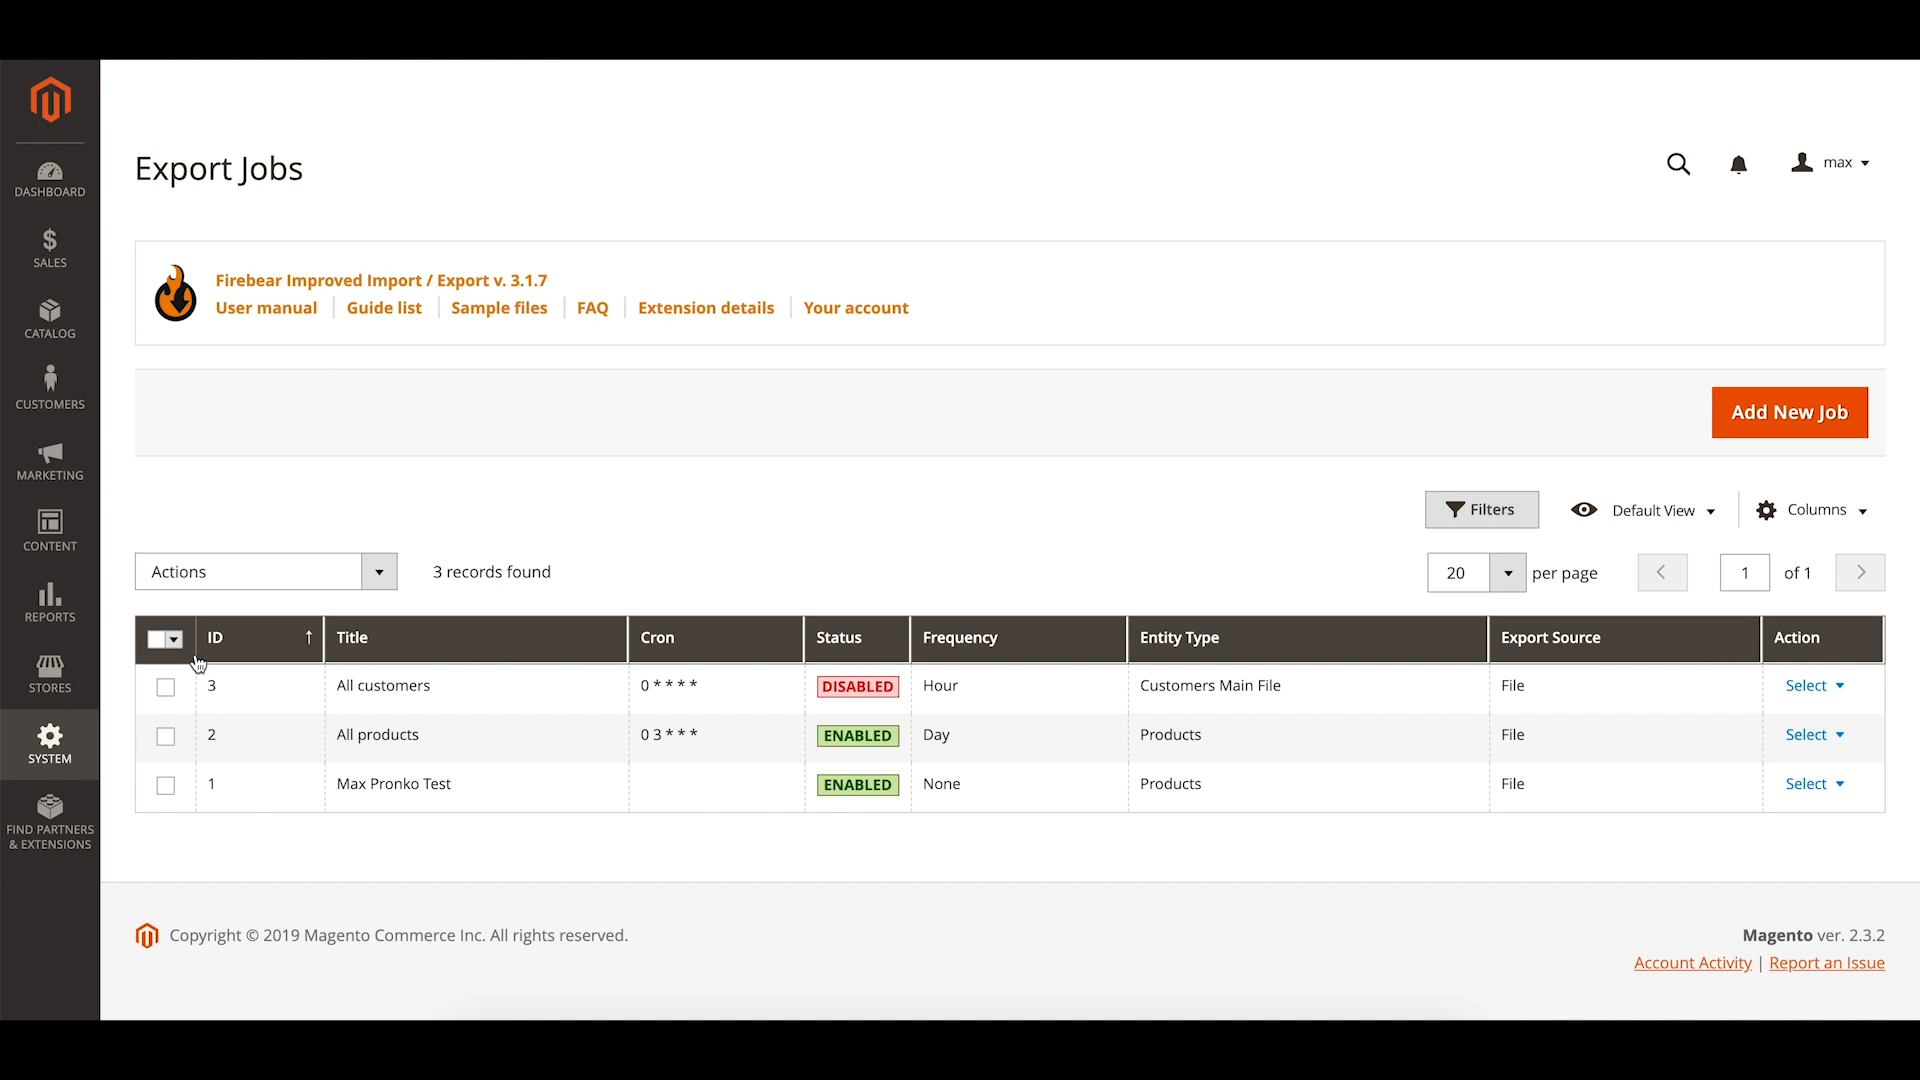 Export Jobs
max
DASHBOARD
SALES
CATALOG
CUSTOMERS
MARKETING
CONTENT
REPORTS
STORES
SYSTEM
FIND PARTNERS
& EXTENSIONS
Firebear Improved Import / Export v. 3.1.7
User manual Guide list Sample files FAQ Extension details Your account
Add New Job
Filters Default View Columns
Actions 3 records found 20 per page 1 of 1
ID ↑ Title Cron Status Frequency Entity Type Export Source Action
3 All customers 0 * * * * DISABLED Hour Customers Main File File Select
2 All products 0 3 * * * ENABLED Day Products File Select
1 Max Pronko Test ENABLED None Products File Select
Copyright © 2019 Magento Commerce Inc. All rights reserved.
Magento ver. 2.3.2
Account Activity | Report an Issue